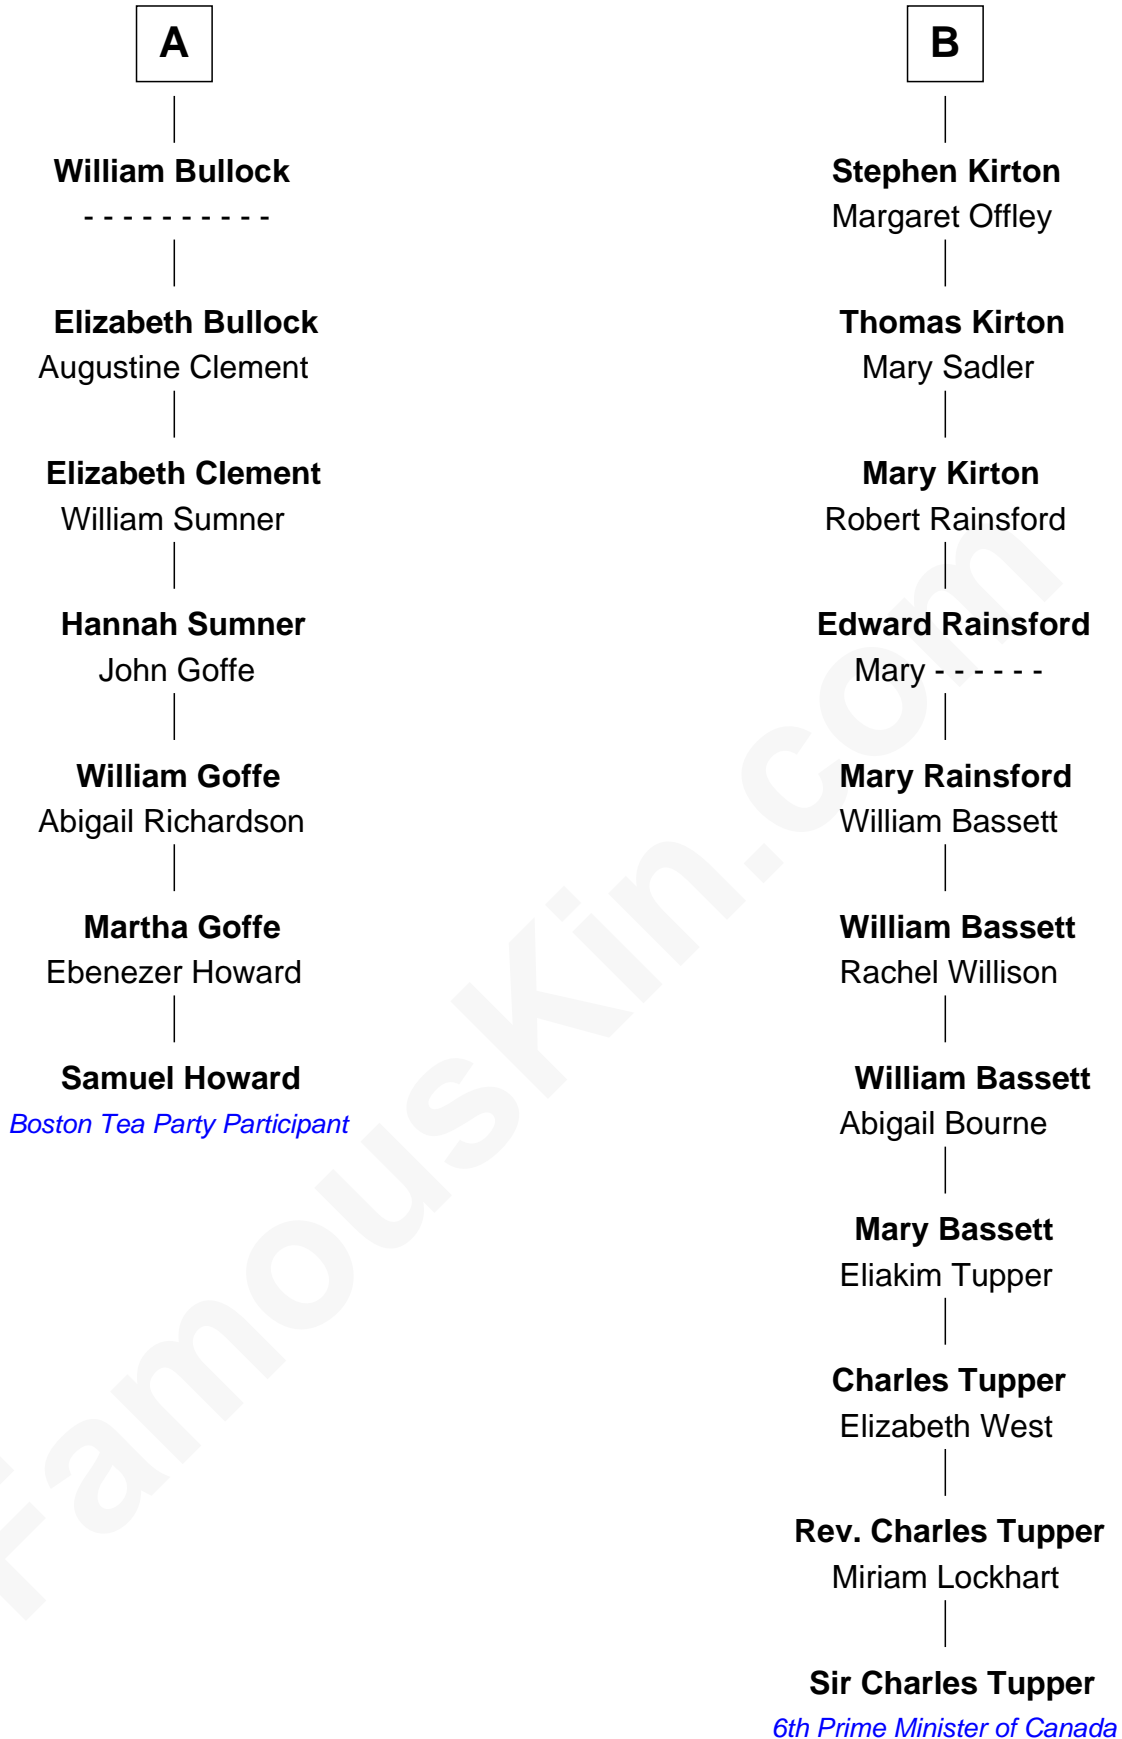 A
William Bullock
- - - - - - - - - -
Elizabeth Bullock
Augustine Clement
Elizabeth Clement
William Sumner
Hannah Sumner
John Goffe
William Goffe
Abigail Richardson
Martha Goffe
Ebenezer Howard
Samuel Howard
Boston Tea Party Participant
B
Stephen Kirton
Margaret Offley
Thomas Kirton
Mary Sadler
Mary Kirton
Robert Rainsford
Edward Rainsford
Mary - - - - - -
Mary Rainsford
William Bassett
William Bassett
Rachel Willison
William Bassett
Abigail Bourne
Mary Bassett
Eliakim Tupper
Charles Tupper
Elizabeth West
Rev. Charles Tupper
Miriam Lockhart
Sir Charles Tupper
6th Prime Minister of Canada
FamousKin.com